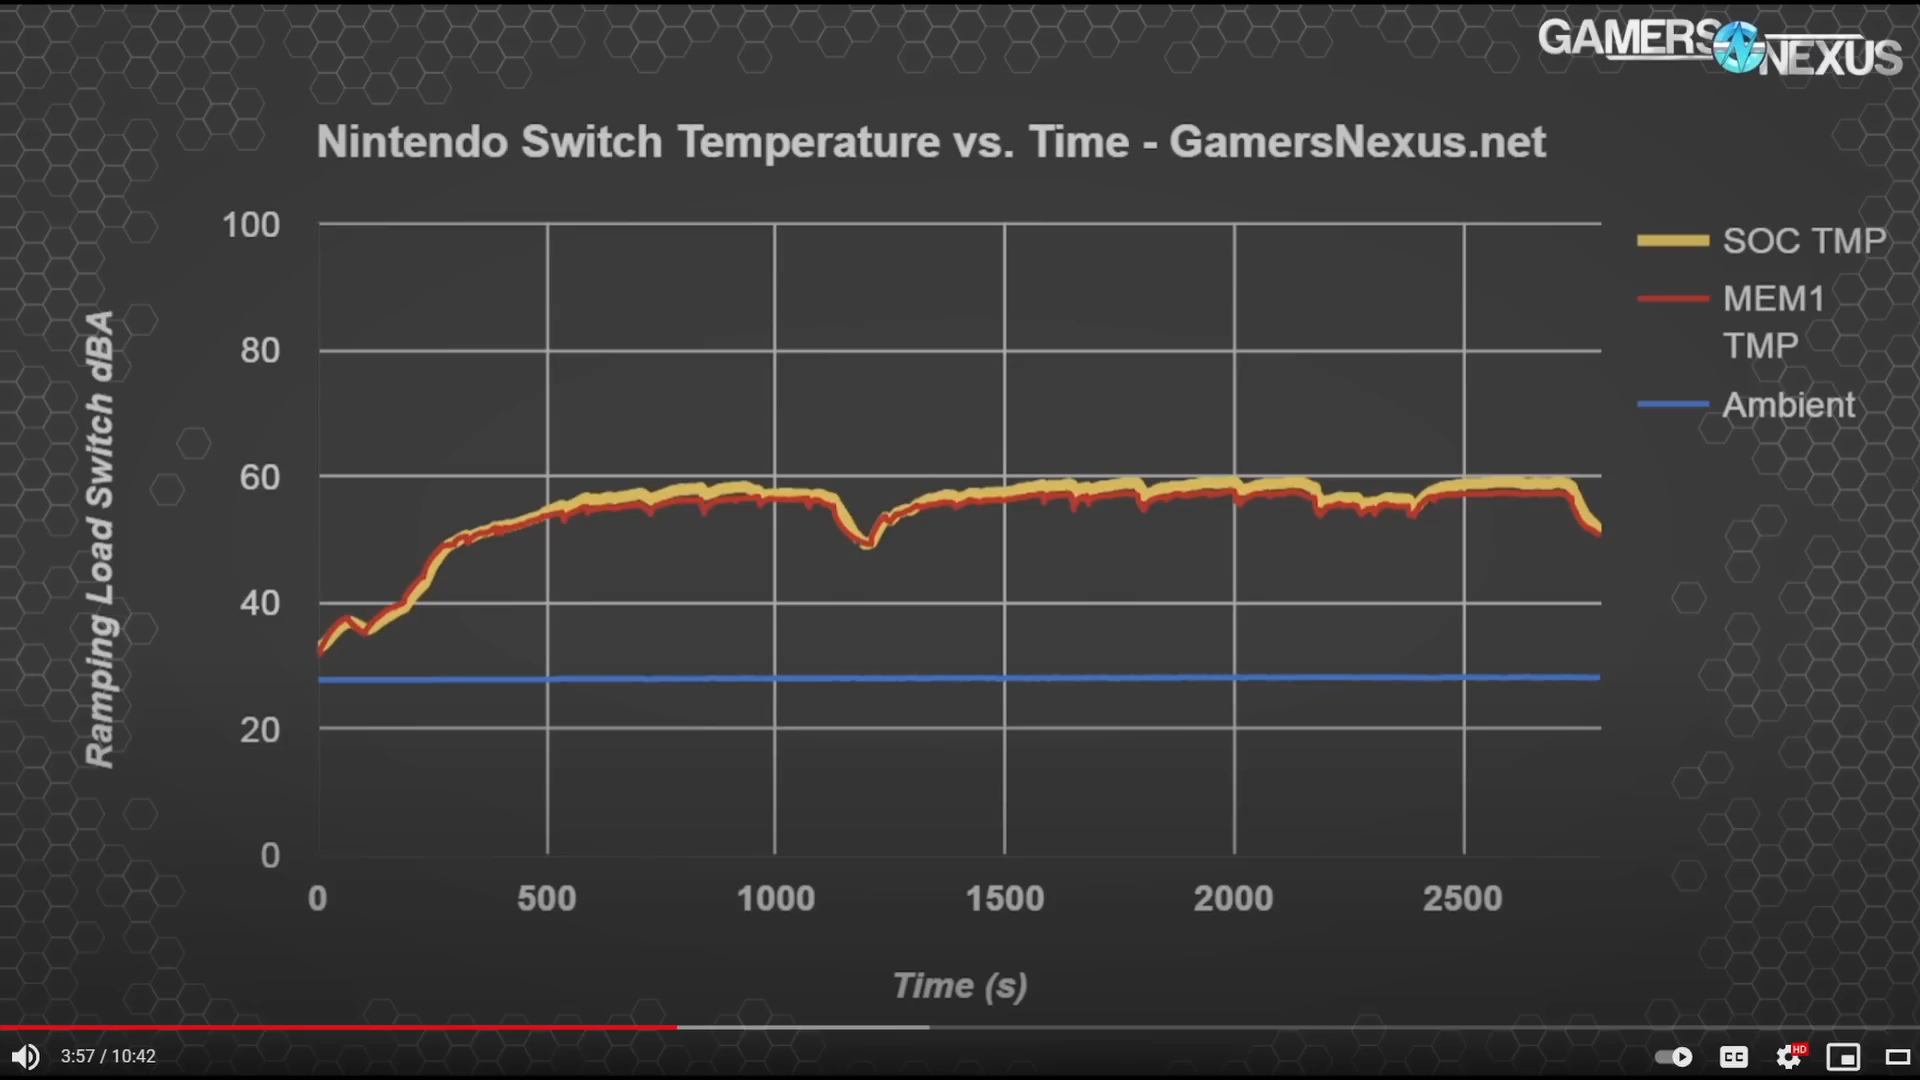 GAMERS NEXUS
Nintendo Switch Temperature vs. Time - GamersNexus.net
Ramping Load Switch dBA
100
80
60
40
20
0
0 500 1000 1500 2000 2500
Time (s)
SOC TMP
MEM1
TMP
Ambient
3:57 / 10:42
CC
HD